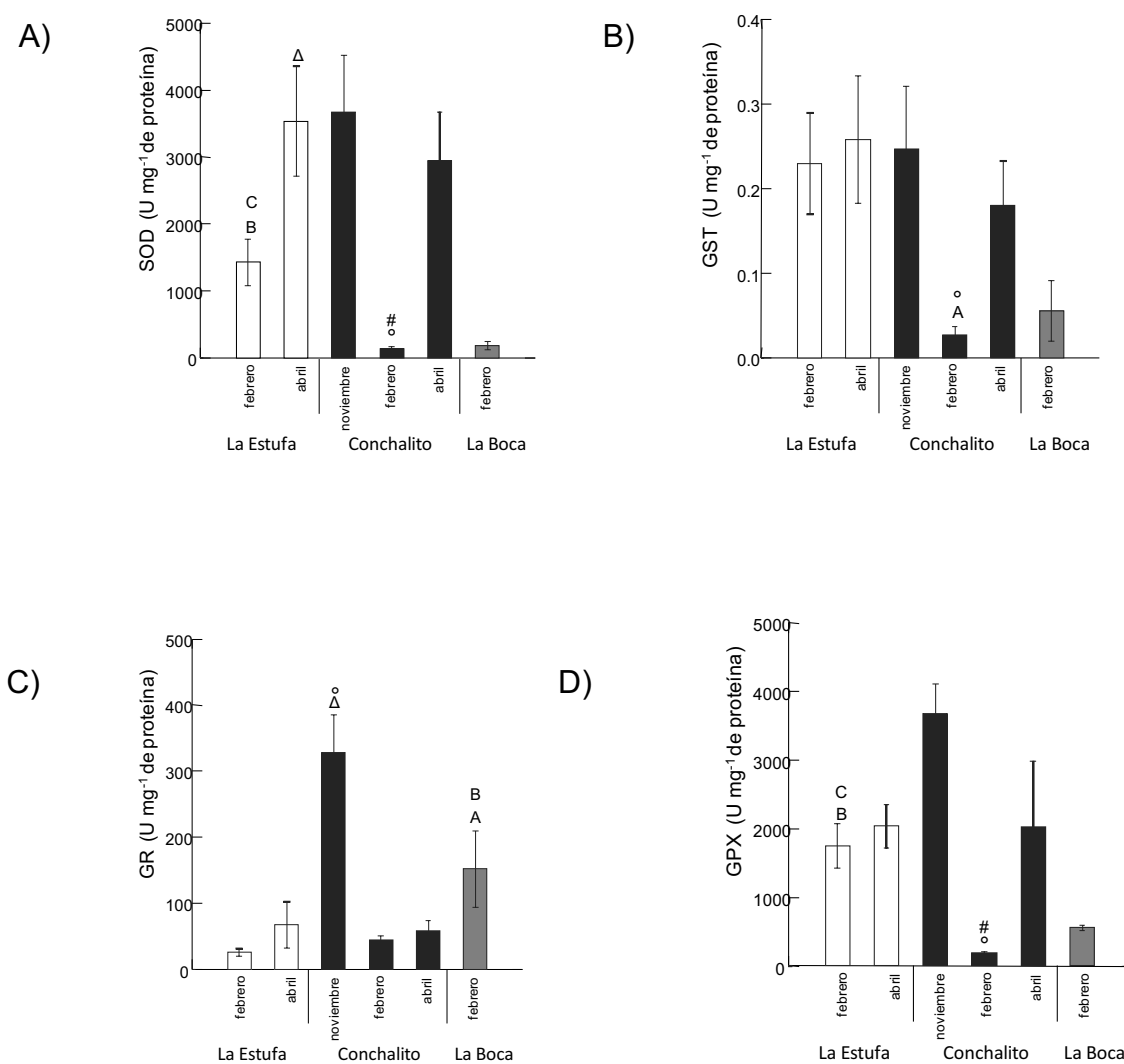 A)
SOD (U mg⁻¹ de proteína)
5000
4000
3000
2000
1000
0
C
B
Δ
#
°
febrero
abril
noviembre
febrero
abril
febrero
La Estufa
Conchalito
La Boca
B)
GST (U mg⁻¹ de proteína)
0.4
0.3
0.2
0.1
0.0
°
A
febrero
abril
noviembre
febrero
abril
febrero
La Estufa
Conchalito
La Boca
C)
GR (U mg⁻¹ de proteína)
500
400
300
200
100
0
°
Δ
B
A
febrero
abril
noviembre
febrero
abril
febrero
La Estufa
Conchalito
La Boca
D)
GPX (U mg⁻¹ de proteína)
5000
4000
3000
2000
1000
0
C
B
#
°
febrero
abril
noviembre
febrero
abril
febrero
La Estufa
Conchalito
La Boca